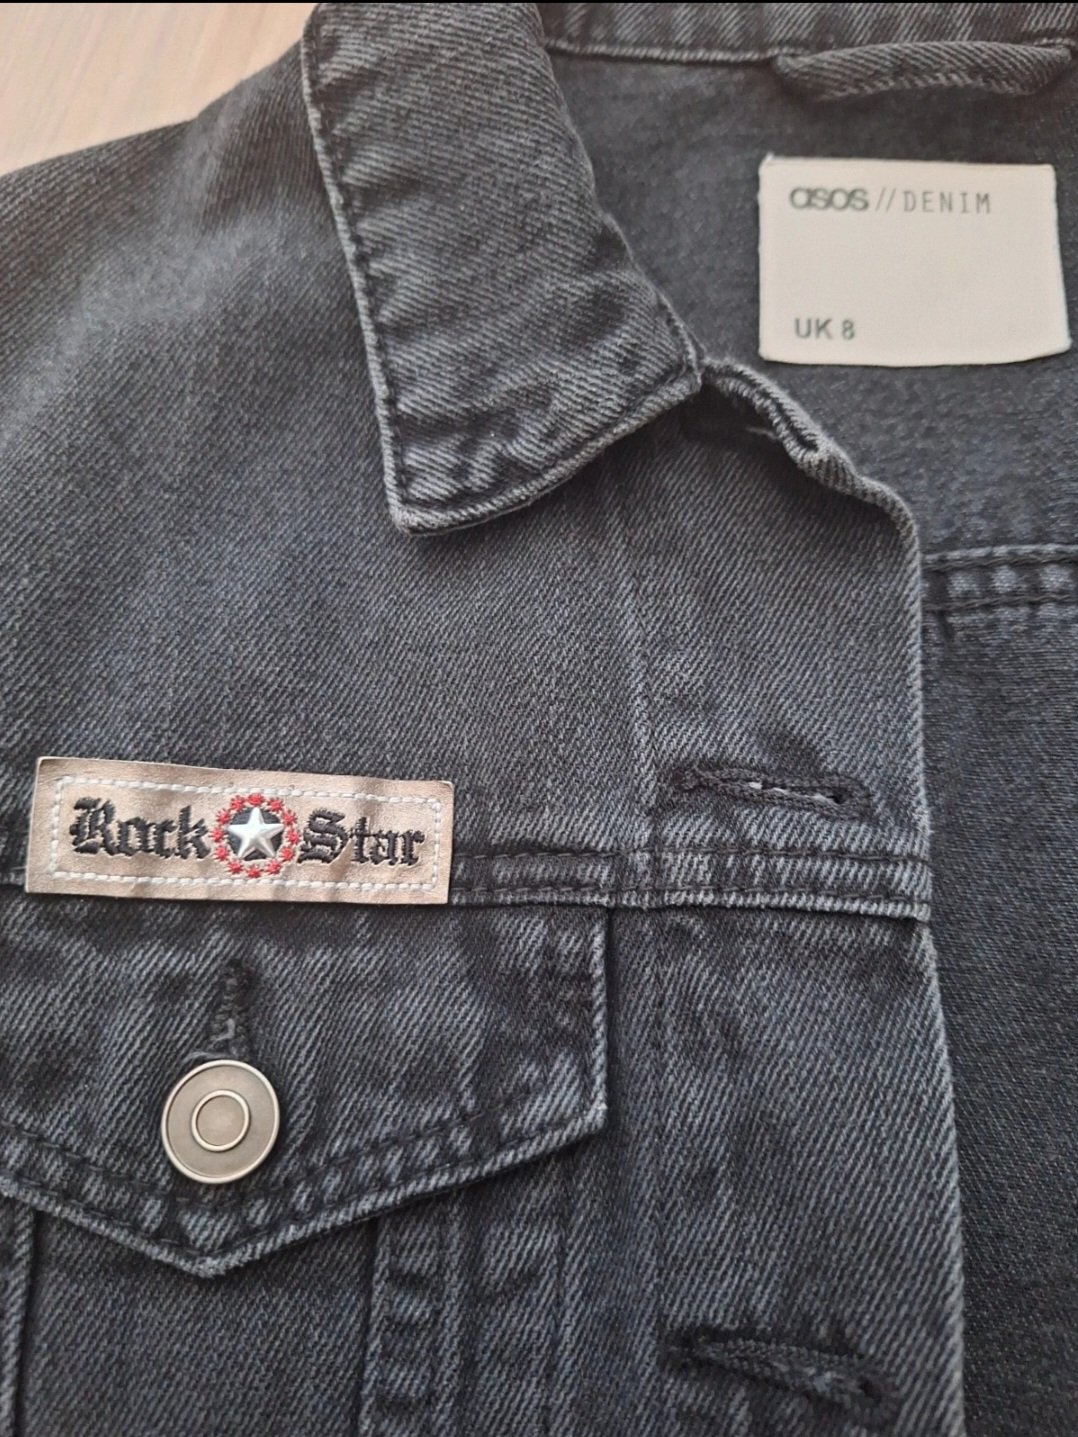 asos // DENIM
UK 8
Rock Star